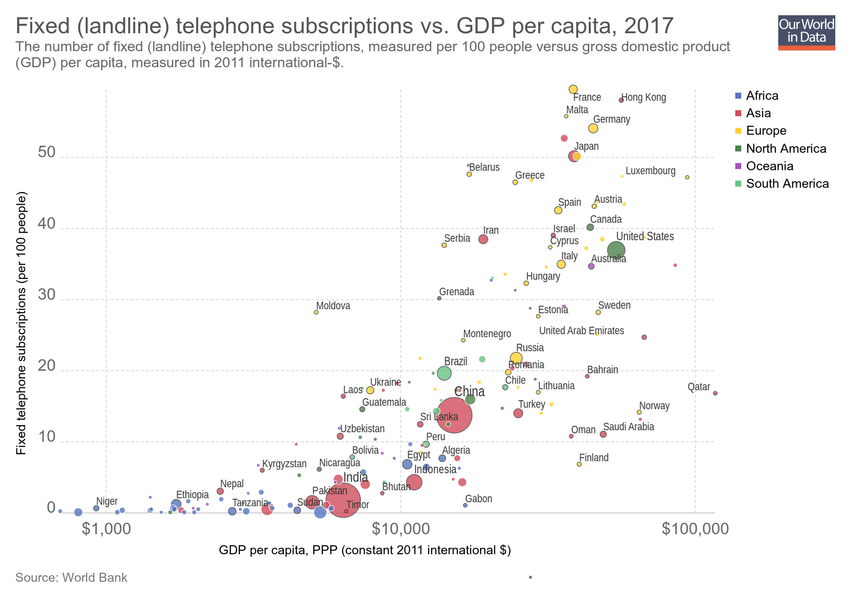 Fixed (landline) telephone subscriptions vs. GDP per capita, 2017
The number of fixed (landline) telephone subscriptions, measured per 100 people versus gross domestic product
(GDP) per capita, measured in 2011 international-$.
Our World
in Data
France
Hong Kong
Malta
Germany
Japan
Belarus
Greece
Luxembourg
Spain
Austria
Canada
Iran
Israel
United States
Serbia
Cyprus
Italy
Australia
Hungary
Grenada
Moldova
Estonia
Sweden
Montenegro
United Arab Emirates
Russia
Brazil
Romania
Bahrain
Ukraine
Chile
Lithuania
Laos
China
Qatar
Guatemala
Turkey
Norway
Sri Lanka
Uzbekistan
Peru
Oman
Saudi Arabia
Bolivia
Egypt
Algeria
Finland
Kyrgyzstan
Nicaragua
Indonesia
Nepal
India
Bhutan
Niger
Ethiopia
Pakistan
Gabon
Tanzania
Sudan
Timor
Africa
Asia
Europe
North America
Oceania
South America
50
40
30
20
10
0
Fixed telephone subscriptions (per 100 people)
$1,000
$10,000
$100,000
GDP per capita, PPP (constant 2011 international $)
Source: World Bank